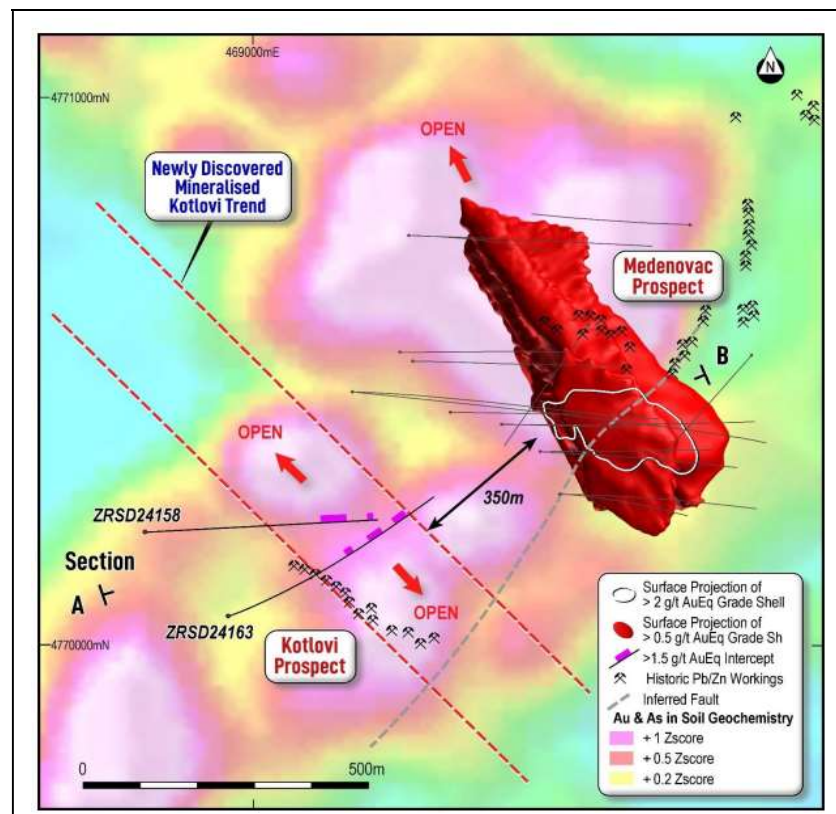 469000mE
N
4771000mN
OPEN
Newly Discovered
Mineralised
Kotlovi Trend
Medenovac
Prospect
B
OPEN
350m
ZRSD24158
Section
A
OPEN
ZRSD24163
4770000mN
Kotlovi
Prospect
0
500m
Surface Projection of
> 2 g/t AuEq Grade Shell
Surface Projection of
> 0.5 g/t AuEq Grade Sh
>1.5 g/t AuEq Intercept
Historic Pb/Zn Workings
Inferred Fault
Au & As in Soil Geochemistry
+ 1 Zscore
+ 0.5 Zscore
+ 0.2 Zscore